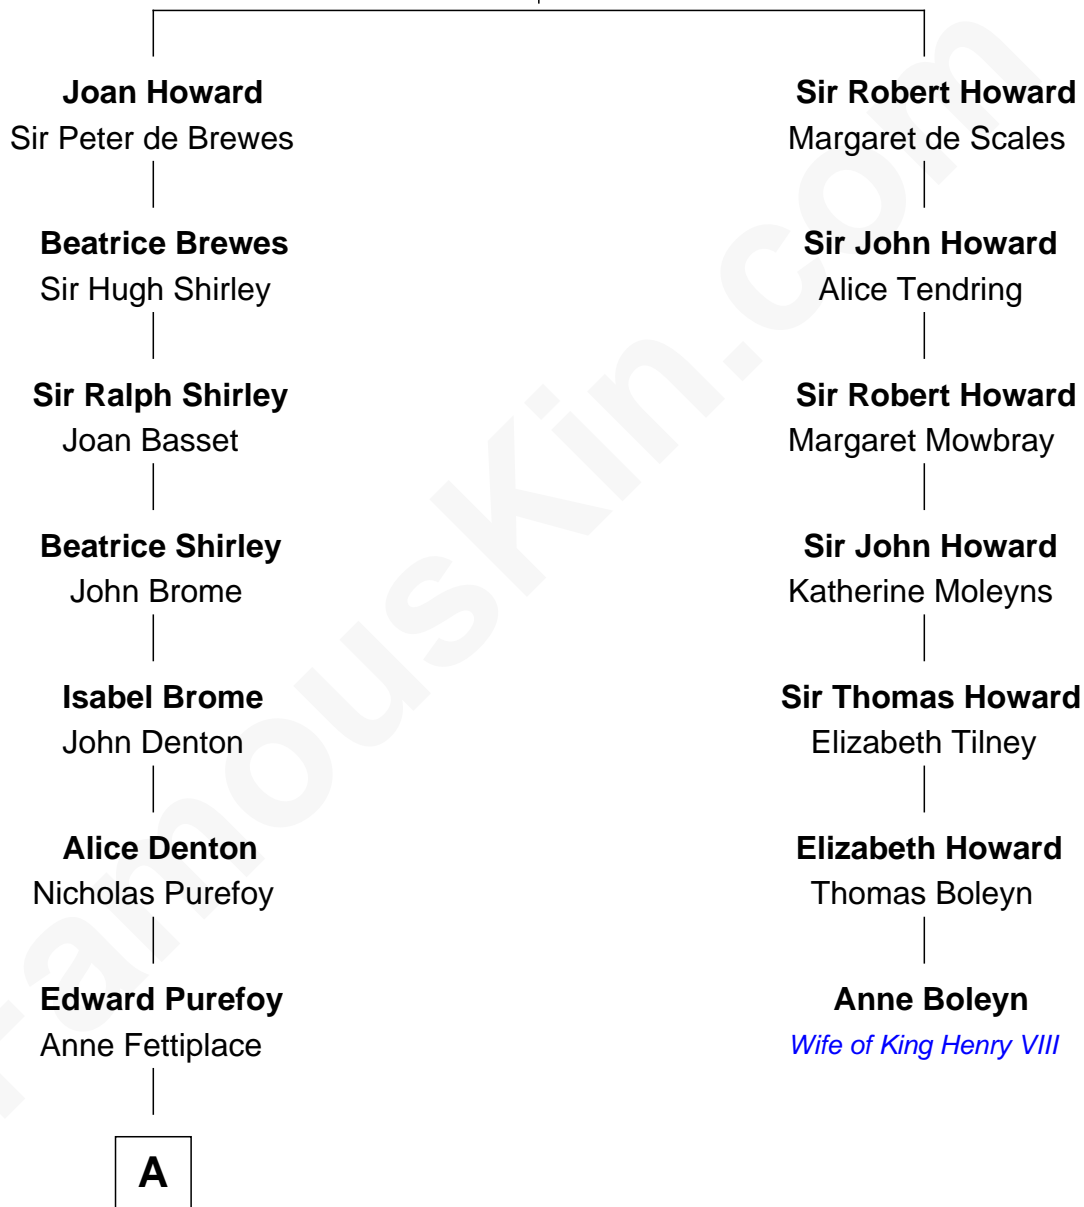 Joan Howard
Sir Peter de Brewes
Beatrice Brewes
Sir Hugh Shirley
Sir Ralph Shirley
Joan Basset
Beatrice Shirley
John Brome
Isabel Brome
John Denton
Alice Denton
Nicholas Purefoy
Edward Purefoy
Anne Fettiplace
A
Sir Robert Howard
Margaret de Scales
Sir John Howard
Alice Tendring
Sir Robert Howard
Margaret Mowbray
Sir John Howard
Katherine Moleyns
Sir Thomas Howard
Elizabeth Tilney
Elizabeth Howard
Thomas Boleyn
Anne Boleyn
Wife of King Henry VIII
FamousKin.com